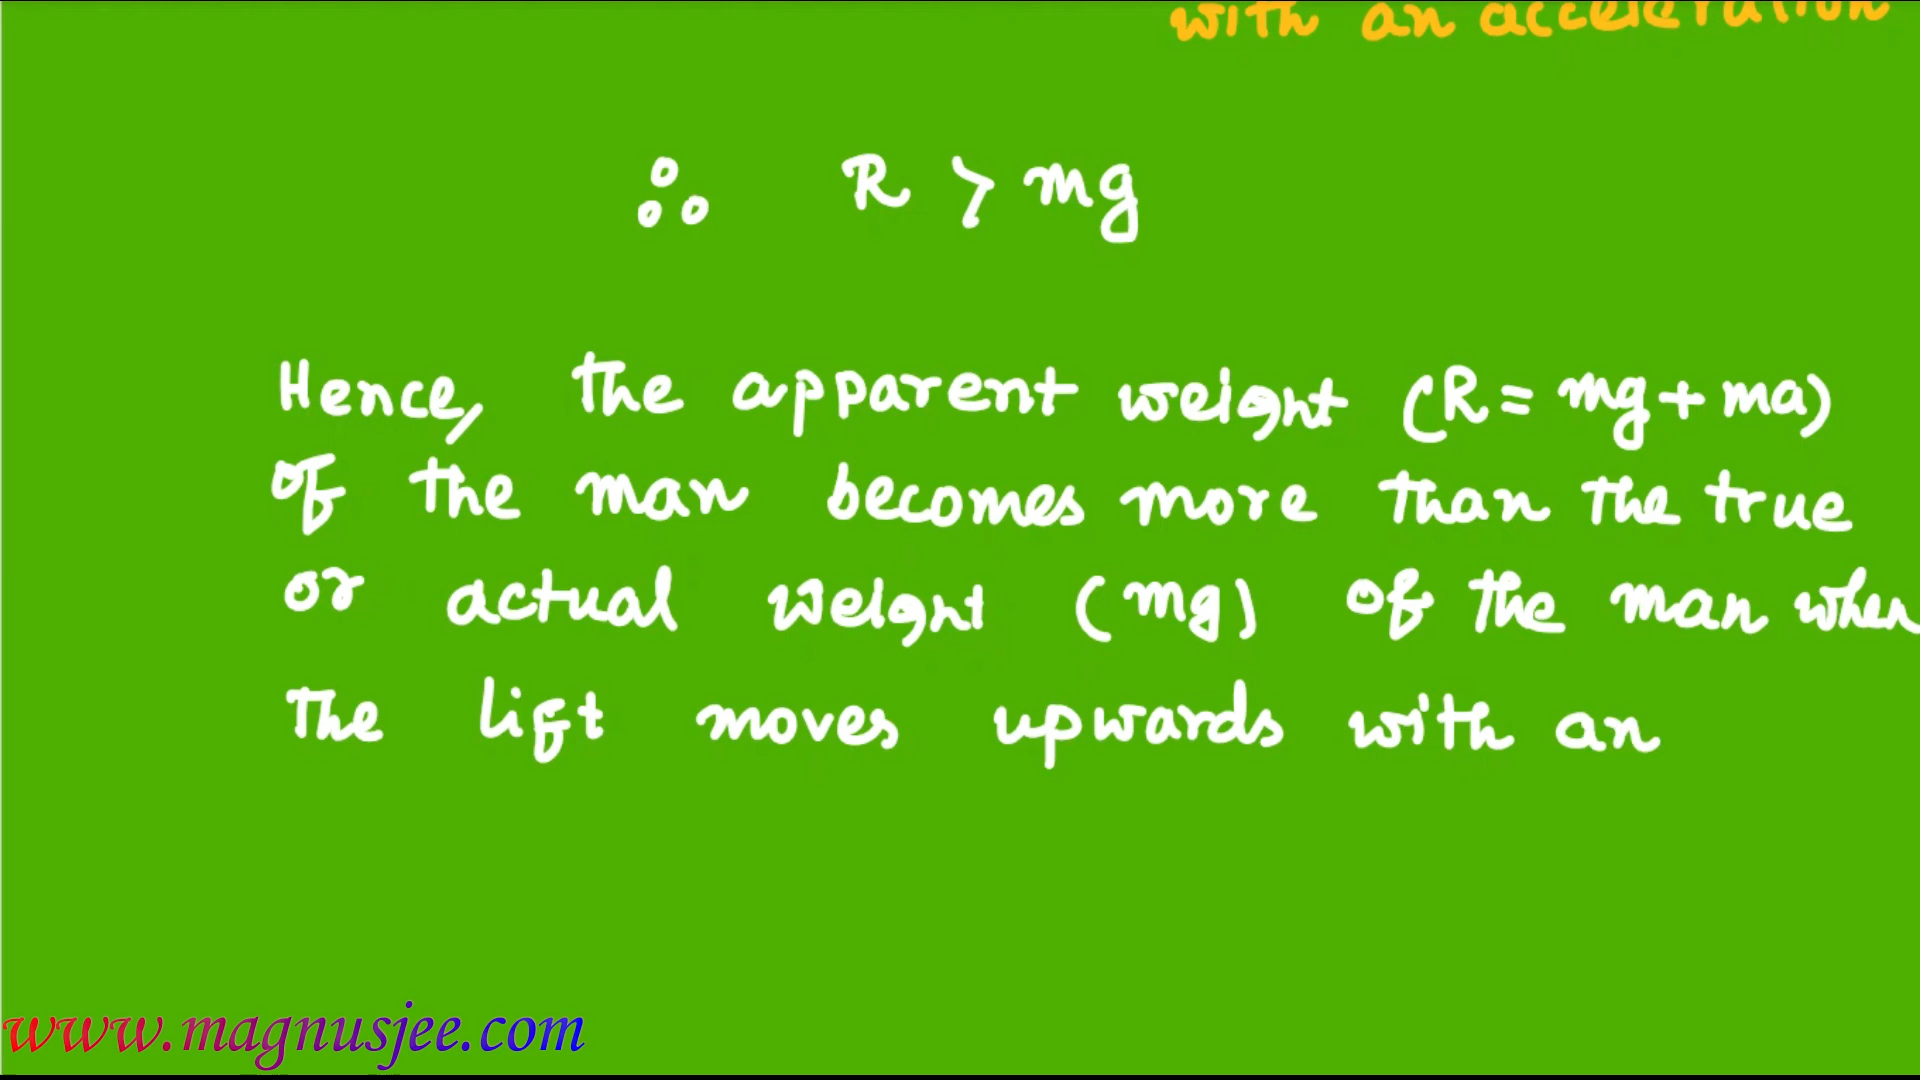 with an acceleration
∴ R > mg
Hence, the apparent weight (R = mg + ma)
of the man becomes more than the true
or actual weight (mg) of the man when
the lift moves upwards with an
www.magnusjee.com